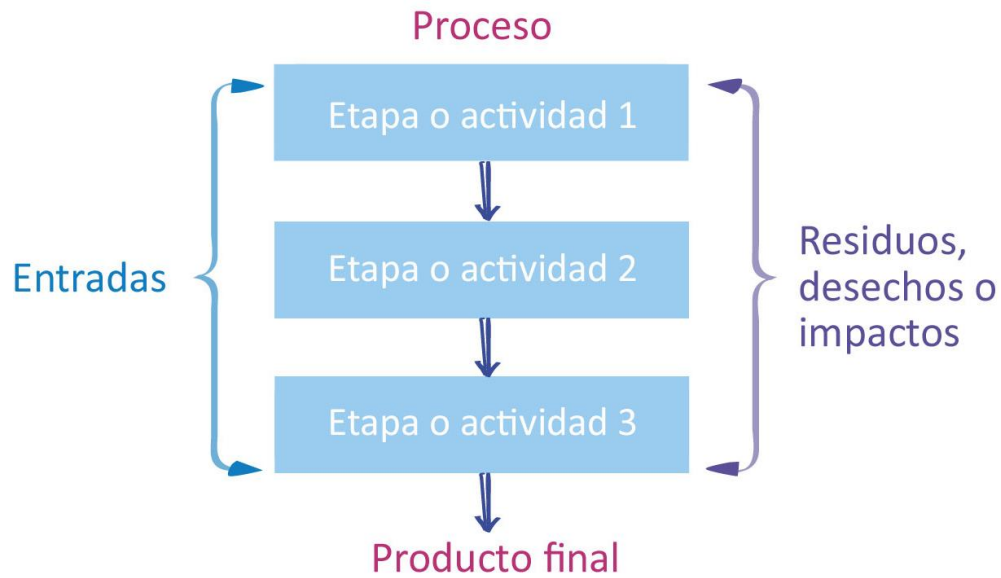 Proceso
Etapa o actividad 1
Etapa o actividad 2
Entradas
Residuos,
desechos o
impactos
Etapa o actividad 3
Producto final